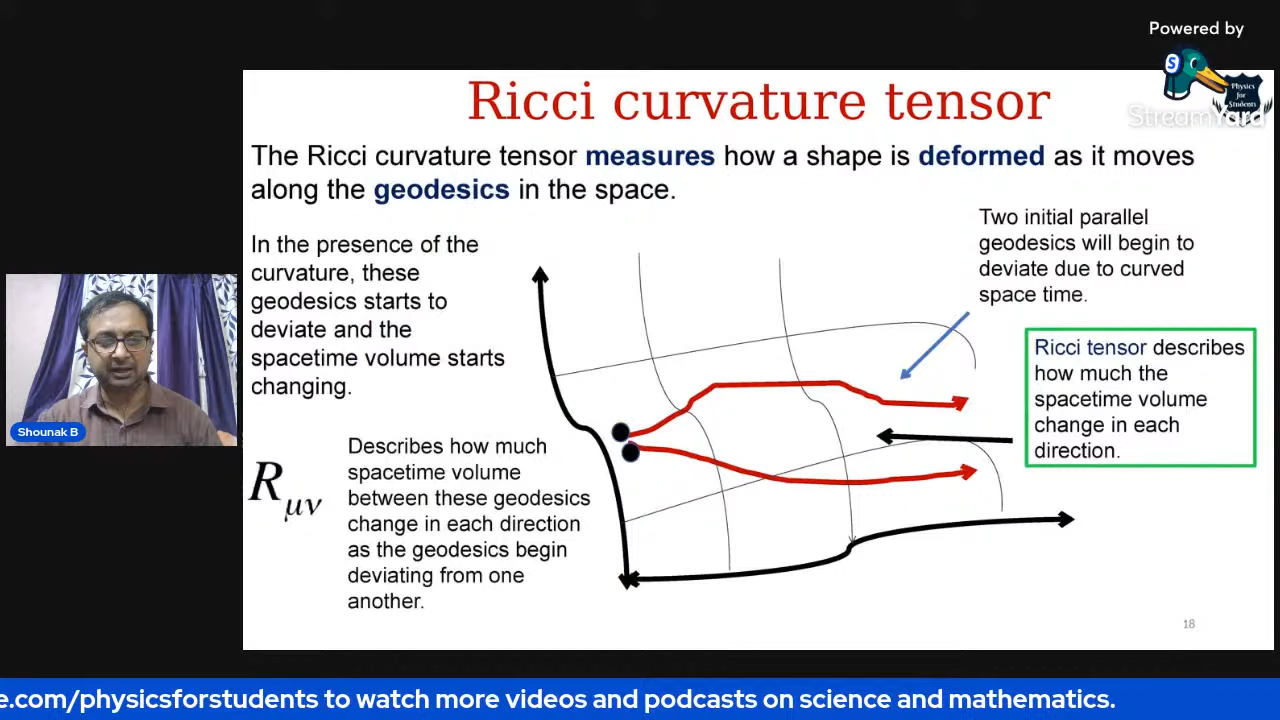 Powered by
S
Physics
for
Students
StreamYard
Ricci curvature tensor
The Ricci curvature tensor measures how a shape is deformed as it moves
along the geodesics in the space.
Two initial parallel
geodesics will begin to
deviate due to curved
space time.
In the presence of the
curvature, these
geodesics starts to
deviate and the
spacetime volume starts
changing.
Ricci tensor describes
how much the
spacetime volume
change in each
direction.
Shounak B
Rμν
Describes how much
spacetime volume
between these geodesics
change in each direction
as the geodesics begin
deviating from one
another.
18
e.com/physicsforstudents to watch more videos and podcasts on science and mathematics.